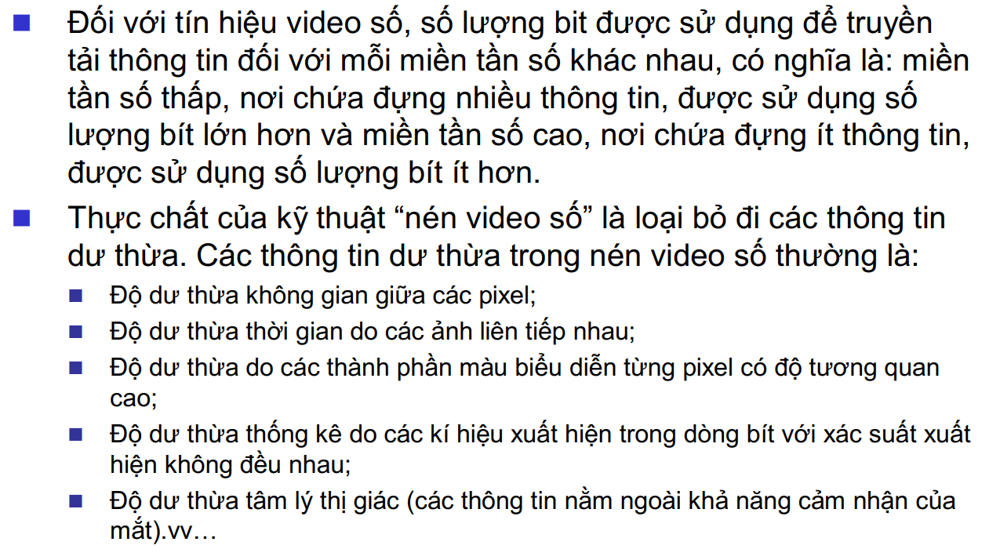 Đối với tín hiệu video số, số lượng bit được sử dụng để truyền
tải thông tin đối với mỗi miền tần số khác nhau, có nghĩa là: miền
tần số thấp, nơi chứa đựng nhiều thông tin, được sử dụng số
lượng bít lớn hơn và miền tần số cao, nơi chứa đựng ít thông tin,
được sử dụng số lượng bít ít hơn.
Thực chất của kỹ thuật “nén video số” là loại bỏ đi các thông tin
dư thừa. Các thông tin dư thừa trong nén video số thường là:
Độ dư thừa không gian giữa các pixel;
Độ dư thừa thời gian do các ảnh liên tiếp nhau;
Độ dư thừa do các thành phần màu biểu diễn từng pixel có độ tương quan
cao;
Độ dư thừa thống kê do các kí hiệu xuất hiện trong dòng bít với xác suất xuất
hiện không đều nhau;
Độ dư thừa tâm lý thị giác (các thông tin nằm ngoài khả năng cảm nhận của
mắt).vv…